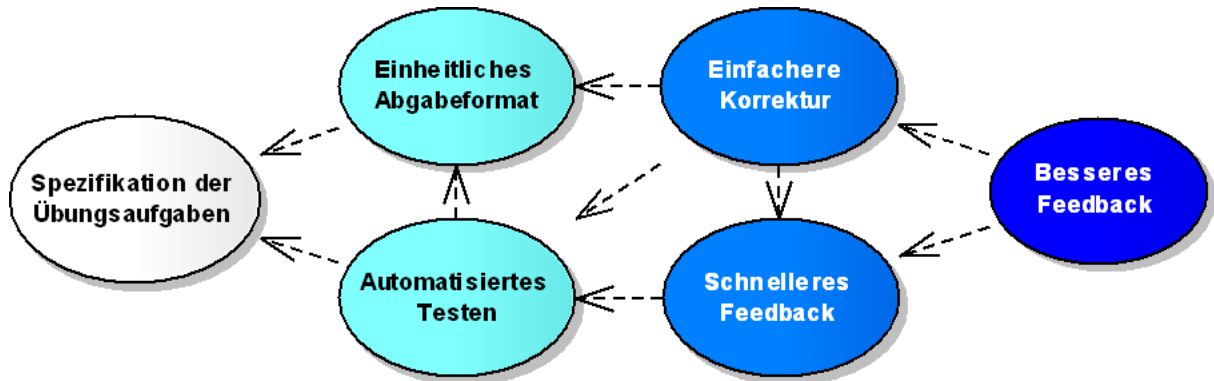 Einheitliches
Abgabeformat
Einfachere
Korrektur
Spezifikation der
Übungsaufgaben
Besseres
Feedback
Automatisiertes
Testen
Schnelleres
Feedback